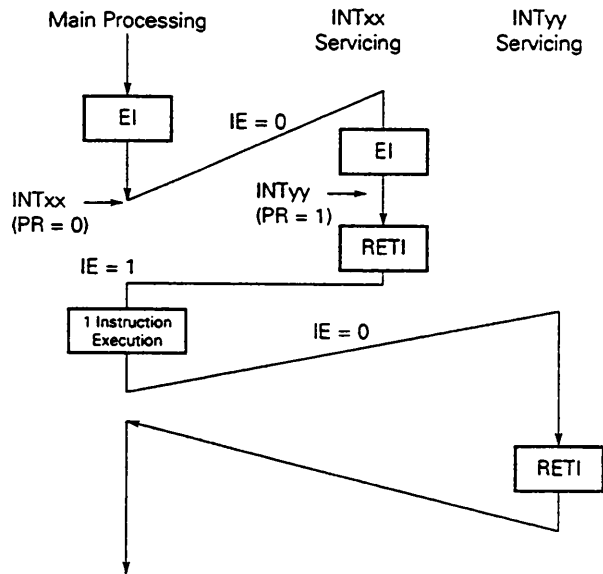 Main Processing
INTxx
Servicing
INTyy
Servicing
EI
IE = 0
EI
INTxx
(PR = 0)
INTyy
(PR = 1)
RETI
IE = 1
1 Instruction
Execution
IE = 0
RETI